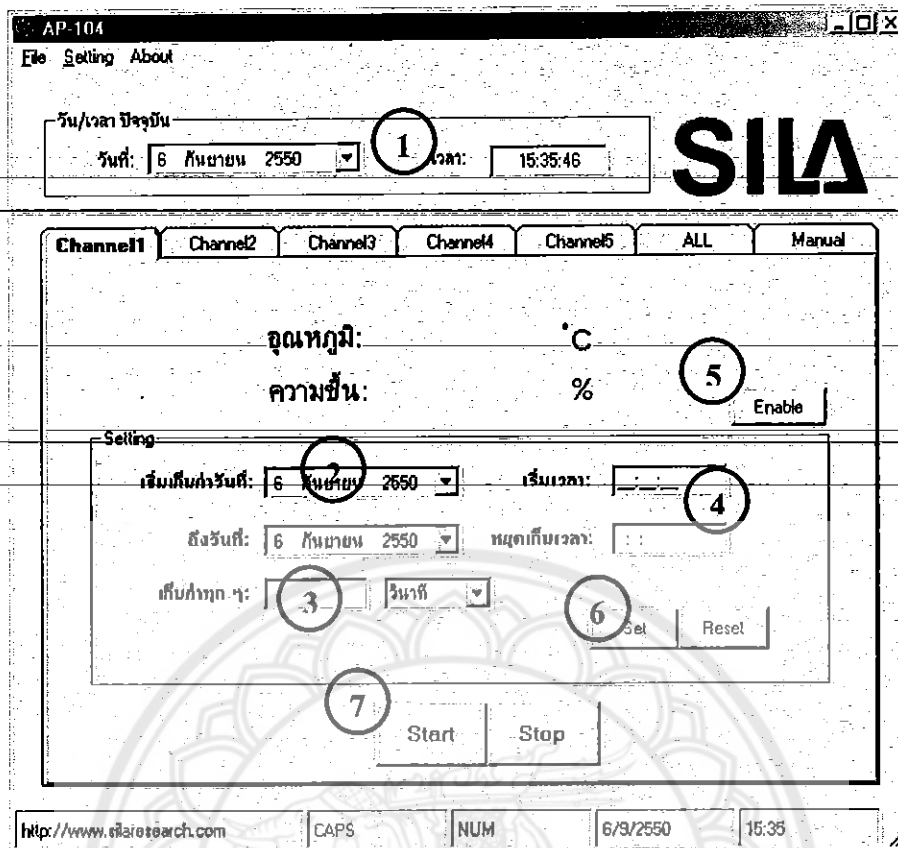 AP-104
File Setting About
วัน/เวลา ปัจจุบัน
วันที่: 6 กันยายน 2550 1 เวลา: 15:35:46
SILA
Channel1 Channel2 Channel3 Channel4 Channel5 ALL Manual
อุณหภูมิ: °C
ความชื้น: %
5
Enable
Setting
เริ่มเก็บค่าวันที่: 6 กันยายน 2550 2 เริ่มเวลา: __:__:__ 4
ถึงวันที่: 6 กันยายน 2550 หยุดเก็บเวลา: : :
เก็บค่าทุก ๆ: 3 วินาที
6 Set Reset
7
Start Stop
http://www.silaresearch.com CAPS NUM 6/9/2550 15:35